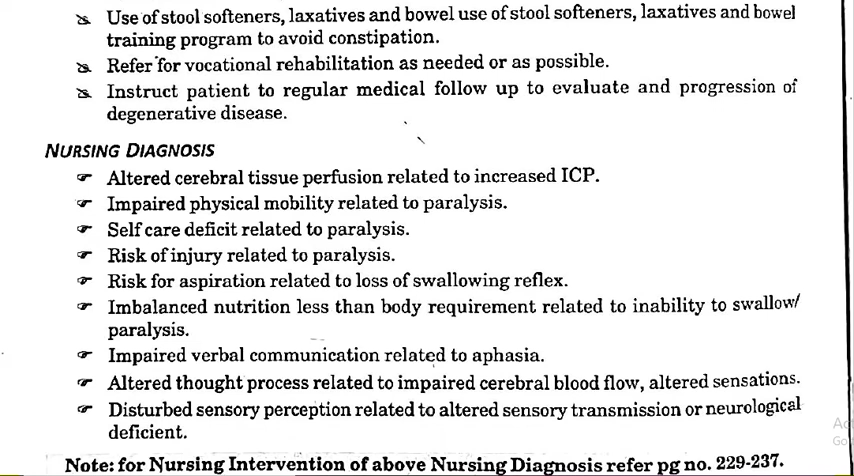 Use of stool softeners, laxatives and bowel use of stool softeners, laxatives and bowel
training program to avoid constipation.
Refer for vocational rehabilitation as needed or as possible.
Instruct patient to regular medical follow up to evaluate and progression of
degenerative disease.
NURSING DIAGNOSIS
☞ Altered cerebral tissue perfusion related to increased ICP.
☞ Impaired physical mobility related to paralysis.
☞ Self care deficit related to paralysis.
☞ Risk of injury related to paralysis.
☞ Risk for aspiration related to loss of swallowing reflex.
☞ Imbalanced nutrition less than body requirement related to inability to swallow/
paralysis.
☞ Impaired verbal communication related to aphasia.
☞ Altered thought process related to impaired cerebral blood flow, altered sensations.
☞ Disturbed sensory perception related to altered sensory transmission or neurological
deficient.
Note: for Nursing Intervention of above Nursing Diagnosis refer pg no. 229-237.